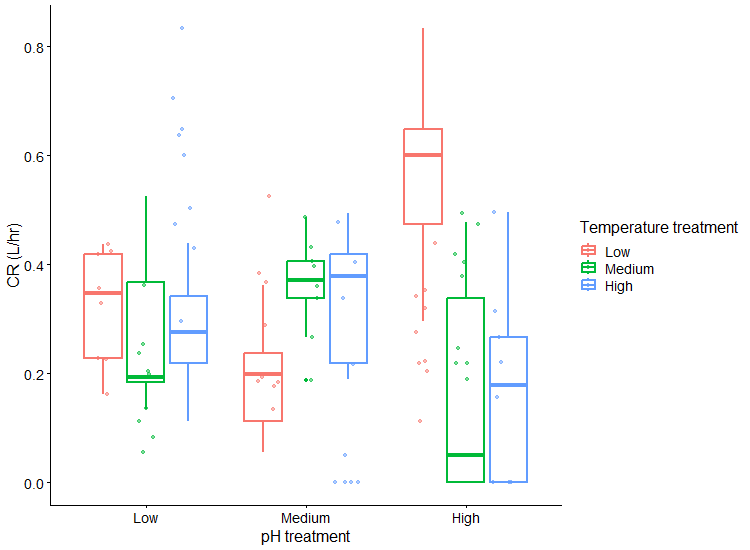 CR (L/hr)
0.8
0.6
0.4
0.2
0.0
Low
Medium
High
pH treatment
Temperature treatment
Low
Medium
High